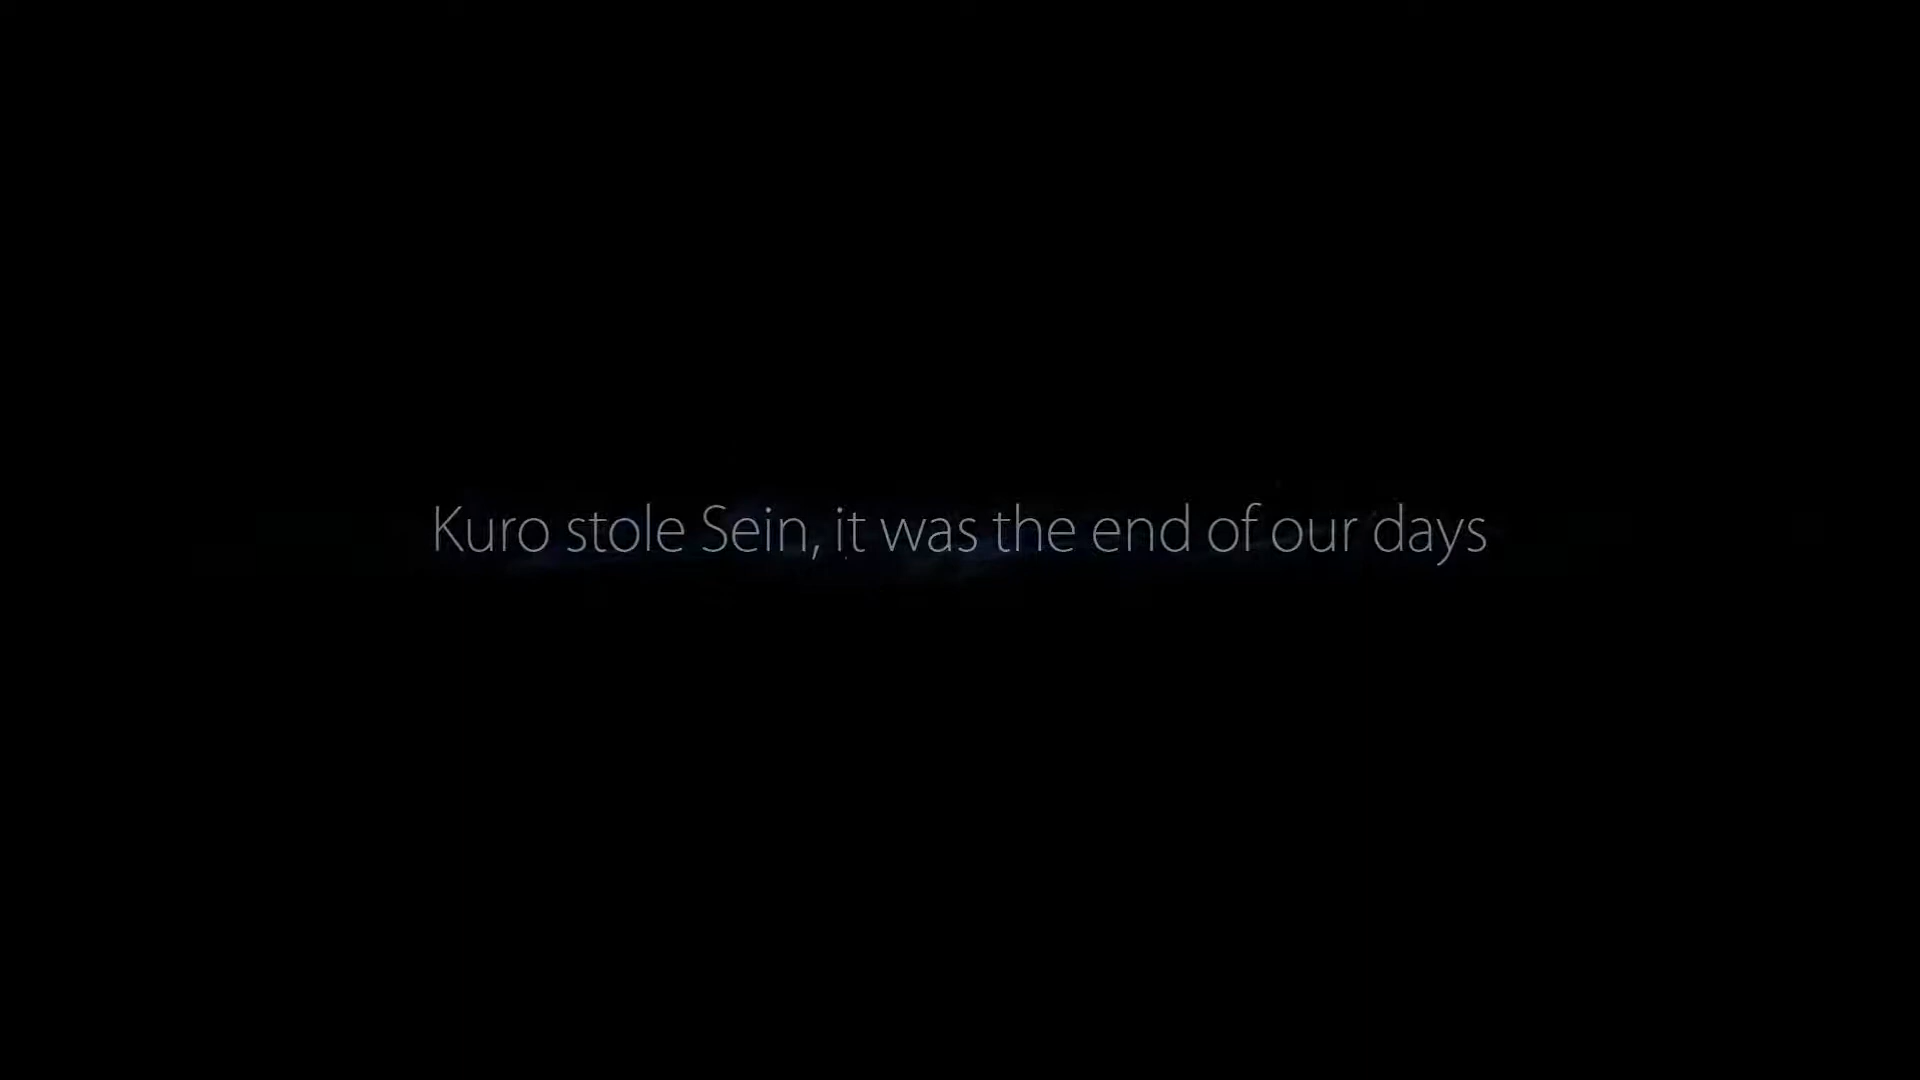 Kuro stole Sein, it was the end of our days